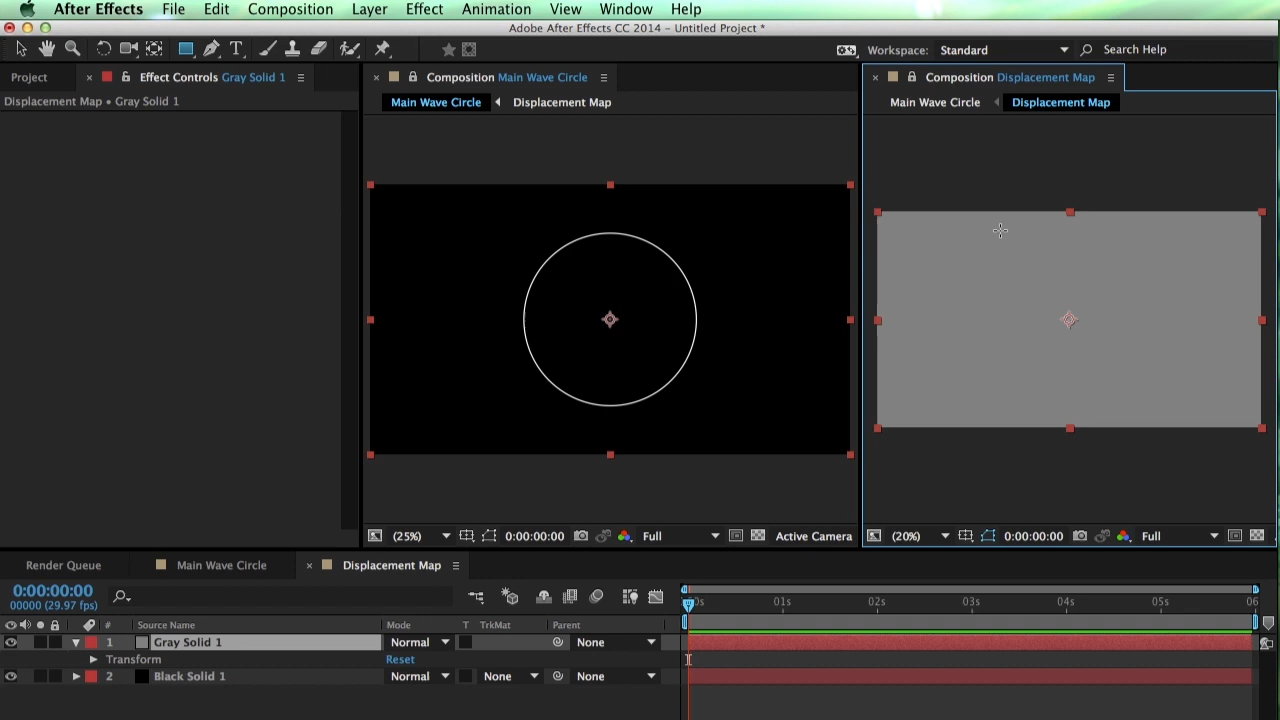 After Effects File Edit Composition Layer Effect Animation View Window Help
Adobe After Effects CC 2014 – Untitled Project *
T Workspace: Standard Search Help
Project × Effect Controls Gray Solid 1 × Composition Main Wave Circle × Composition Displacement Map
Displacement Map • Gray Solid 1 Main Wave Circle Displacement Map Main Wave Circle Displacement Map
(25%) 0:00:00:00 Full Active Camera (20%) 0:00:00:00 Full
Render Queue Main Wave Circle × Displacement Map
0:00:00:00
00000 (29.97 fps)
0s 01s 02s 03s 04s 05s 06
# Source Name Mode T TrkMat Parent
1 Gray Solid 1 Normal None
Transform Reset
2 Black Solid 1 Normal None None